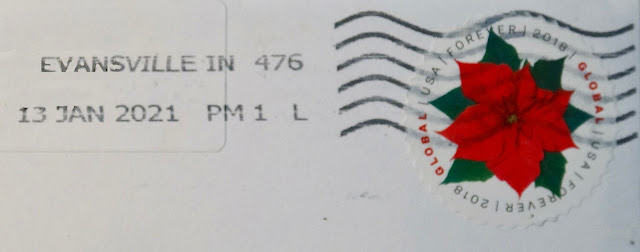 EVANSVILLE IN 476
13 JAN 2021 PM 1 L
GLOBAL | USA | FOREVER | 2018 | GLOBAL | USA | FOREVER | 2018 |